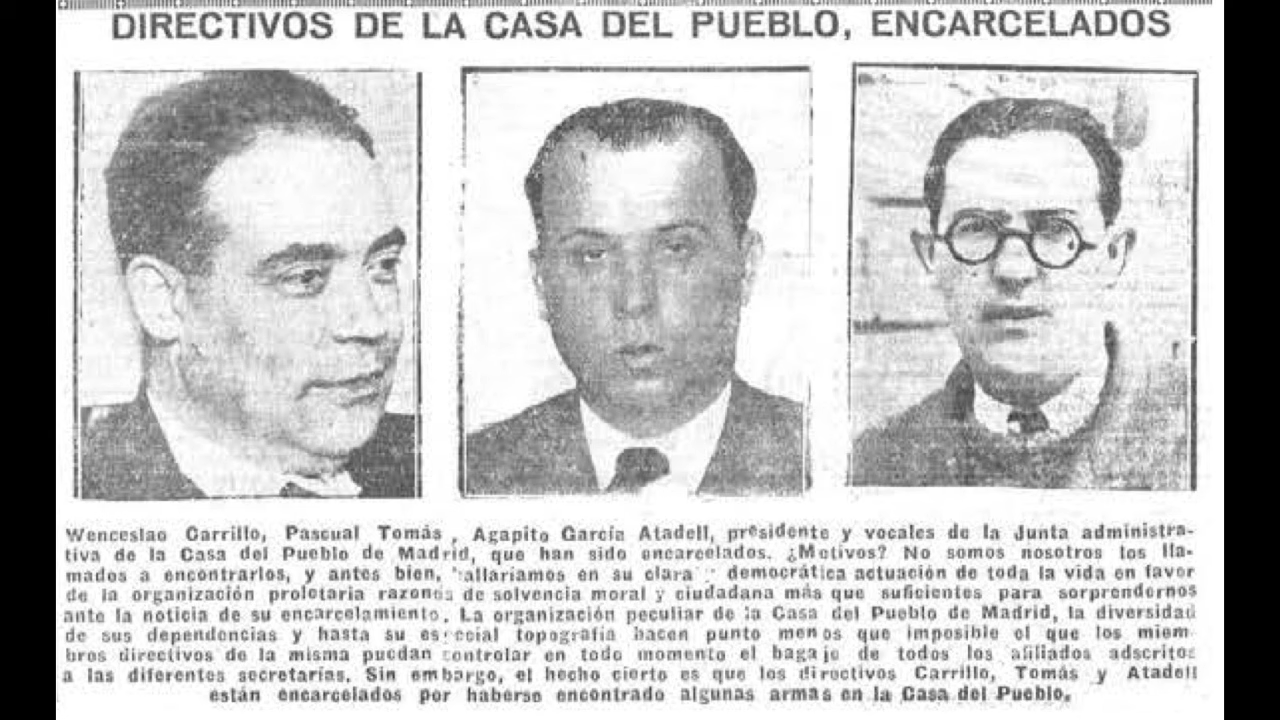 DIRECTIVOS DE LA CASA DEL PUEBLO, ENCARCELADOS
Wenceslao Carrillo, Pascual Tomás, Agapito García Atadell, presidente y vocales de la Junta administra-
tiva de la Casa del Pueblo de Madrid, que han sido encarcelados. ¿Motivos? No somos nosotros los lla-
mados a encontrarlos, y antes bien, allaríamos en su clara democrática actuación de toda la vida en favor
de la organización proletaria razones de solvencia moral y ciudadana más que suficientes para sorprendernos
ante la noticia de su encarcelamiento. La organización peculiar de la Casa del Pueblo de Madrid, la diversidad
de sus dependencias y hasta su especial topografía hacen punto menos que imposible el que los miem-
bros directivos de la misma puedan controlar en todo momento el bagaje de todos los afiliados adscritos
a las diferentes secretarías. Sin embargo, el hecho cierto es que los directivos Carrillo, Tomás y Atadell
están encarcelados por haberse encontrado algunas armas en la Casa del Pueblo.